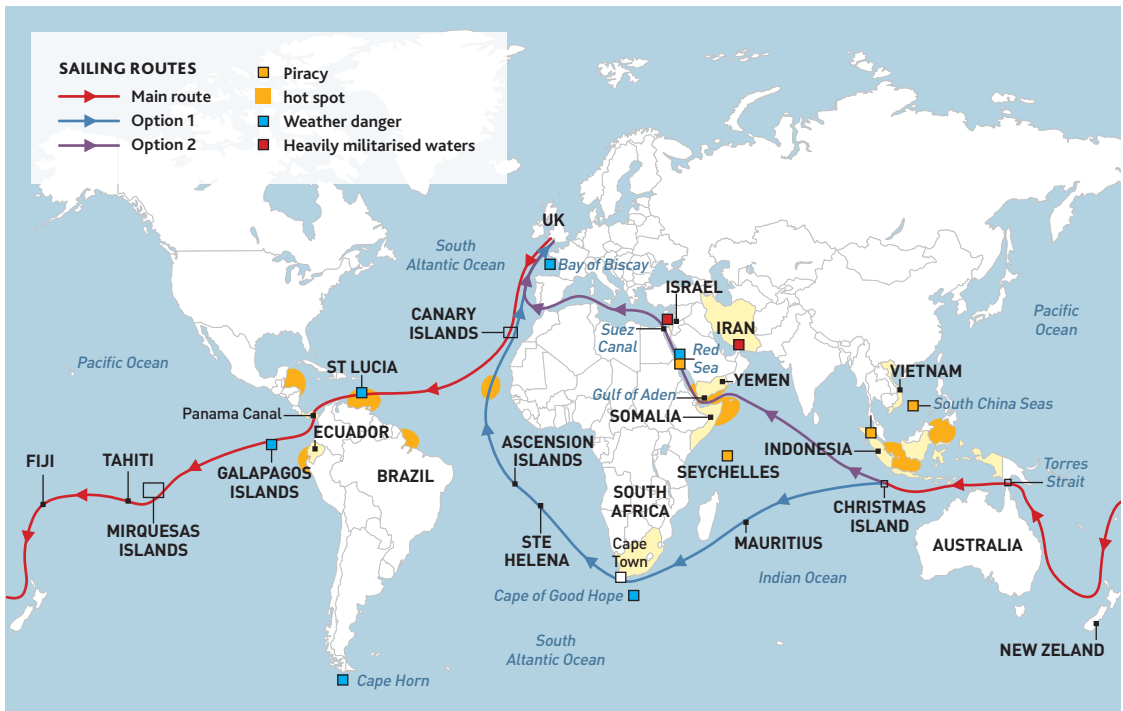 SAILING ROUTES
Main route
Option 1
Option 2
Piracy
hot spot
Weather danger
Heavily militarised waters
UK
South
Altantic Ocean
Bay of Biscay
ISRAEL
CANARY
ISLANDS
Suez
Canal
IRAN
Red
Sea
Pacific
Ocean
Pacific Ocean
ST LUCIA
YEMEN
VIETNAM
Gulf of Aden
South China Seas
Panama Canal
SOMALIA
ECUADOR
ASCENSION
ISLANDS
INDONESIA
FIJI
TAHITI
GALAPAGOS
ISLANDS
BRAZIL
SEYCHELLES
Torres
Strait
SOUTH
AFRICA
CHRISTMAS
ISLAND
MIRQUESAS
ISLANDS
STE
HELENA
Cape
Town
MAURITIUS
AUSTRALIA
Indian Ocean
Cape of Good Hope
South
Altantic Ocean
NEW ZELAND
Cape Horn